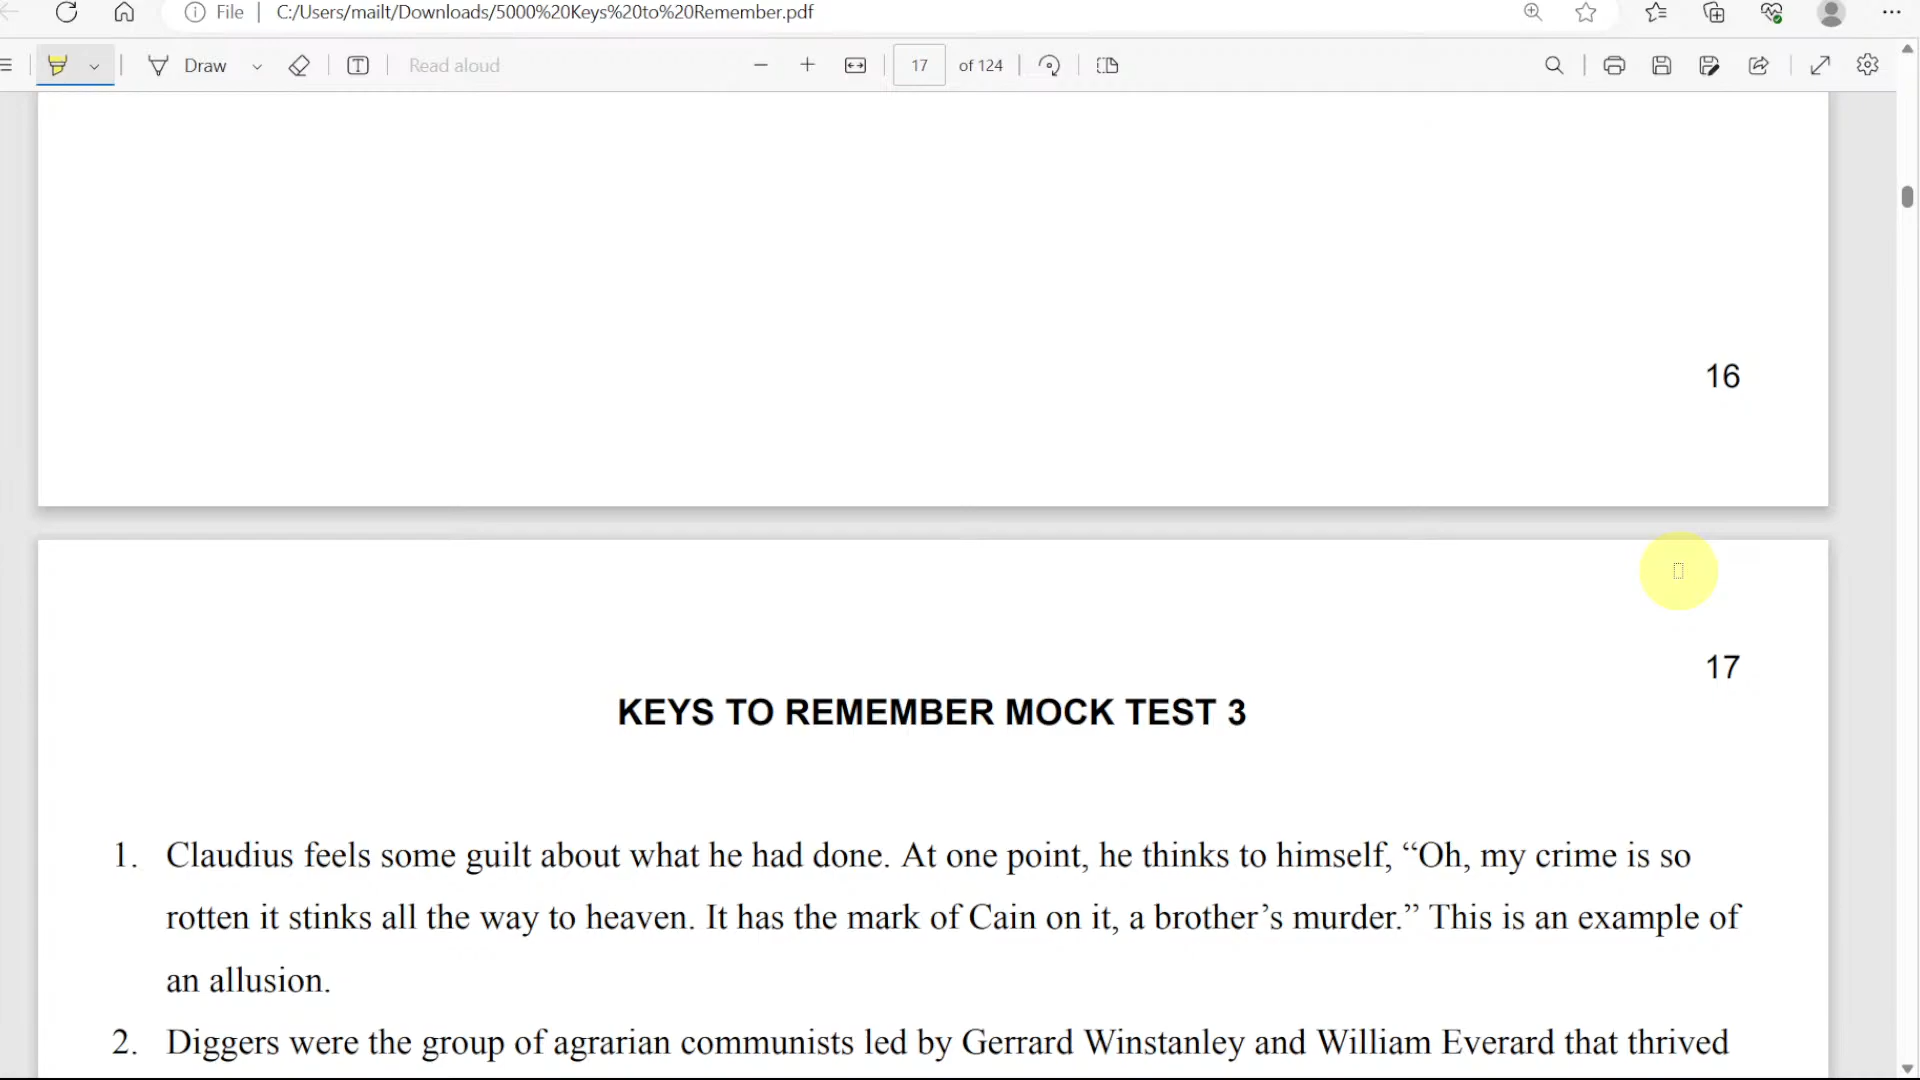 File | C:/Users/mailt/Downloads/5000%20Keys%20to%20Remember.pdf
Draw Read aloud 17 of 124
16
17
KEYS TO REMEMBER MOCK TEST 3
1. Claudius feels some guilt about what he had done. At one point, he thinks to himself, “Oh, my crime is so
rotten it stinks all the way to heaven. It has the mark of Cain on it, a brother’s murder.” This is an example of
an allusion.
2. Diggers were the group of agrarian communists led by Gerrard Winstanley and William Everard that thrived